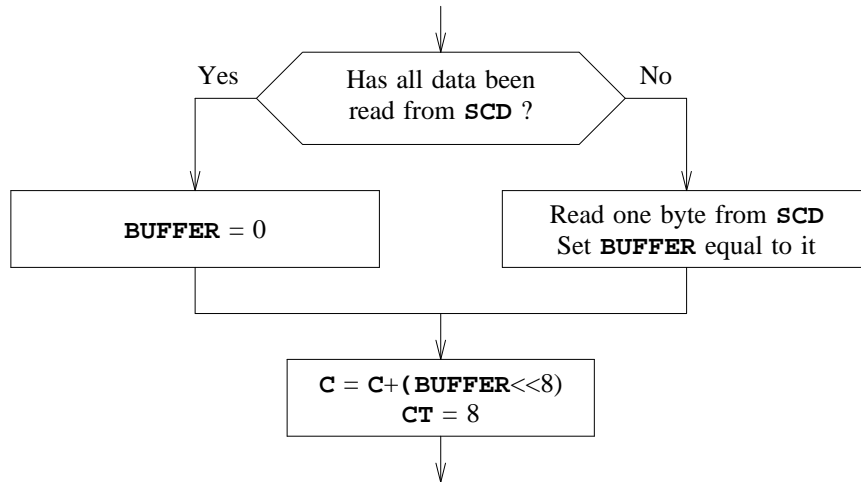 Yes
Has all data been
read from SCD ?
No
BUFFER = 0
Read one byte from SCD
Set BUFFER equal to it
C = C+(BUFFER<<8)
CT = 8